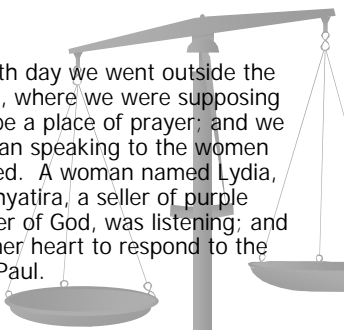 th day we went outside the
, where we were supposing
be a place of prayer; and we
an speaking to the women
ed.  A woman named Lydia,
hyatira, a seller of purple
er of God, was listening; and
her heart to respond to the
Paul.